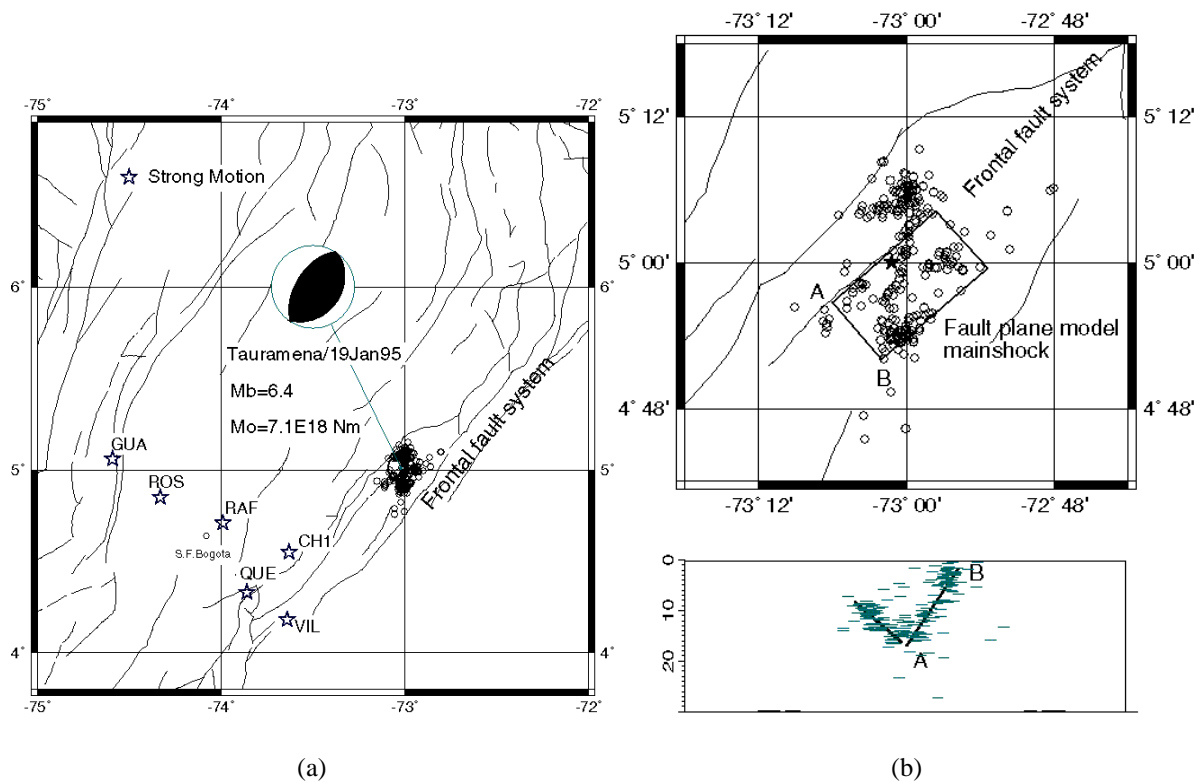 -75˚ -74˚ -73˚ -72˚
Strong Motion
6˚ 6˚
Tauramena/19Jan95
Mb=6.4
Mo=7.1E18 Nm
Frontal fault system
GUA
5˚ 5˚
ROS
RAF
S.F.Bogota
CH1
QUE
VIL
4˚ 4˚
-75˚ -74˚ -73˚ -72˚
(a)
-73˚ 12' -73˚ 00' -72˚ 48'
5˚ 12' 5˚ 12'
Frontal fault system
5˚ 00' 5˚ 00'
A
Fault plane model
mainshock
B
4˚ 48' 4˚ 48'
-73˚ 12' -73˚ 00' -72˚ 48'
0
B
10
A
20
(b)